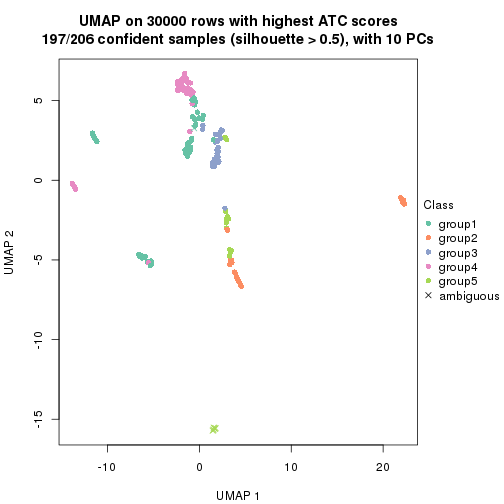 UMAP on 30000 rows with highest ATC scores
197/206 confident samples (silhouette > 0.5), with 10 PCs
5
0
-5
-10
-15
UMAP 2
-10
0
10
20
UMAP 1
Class
group1
group2
group3
group4
group5
ambiguous